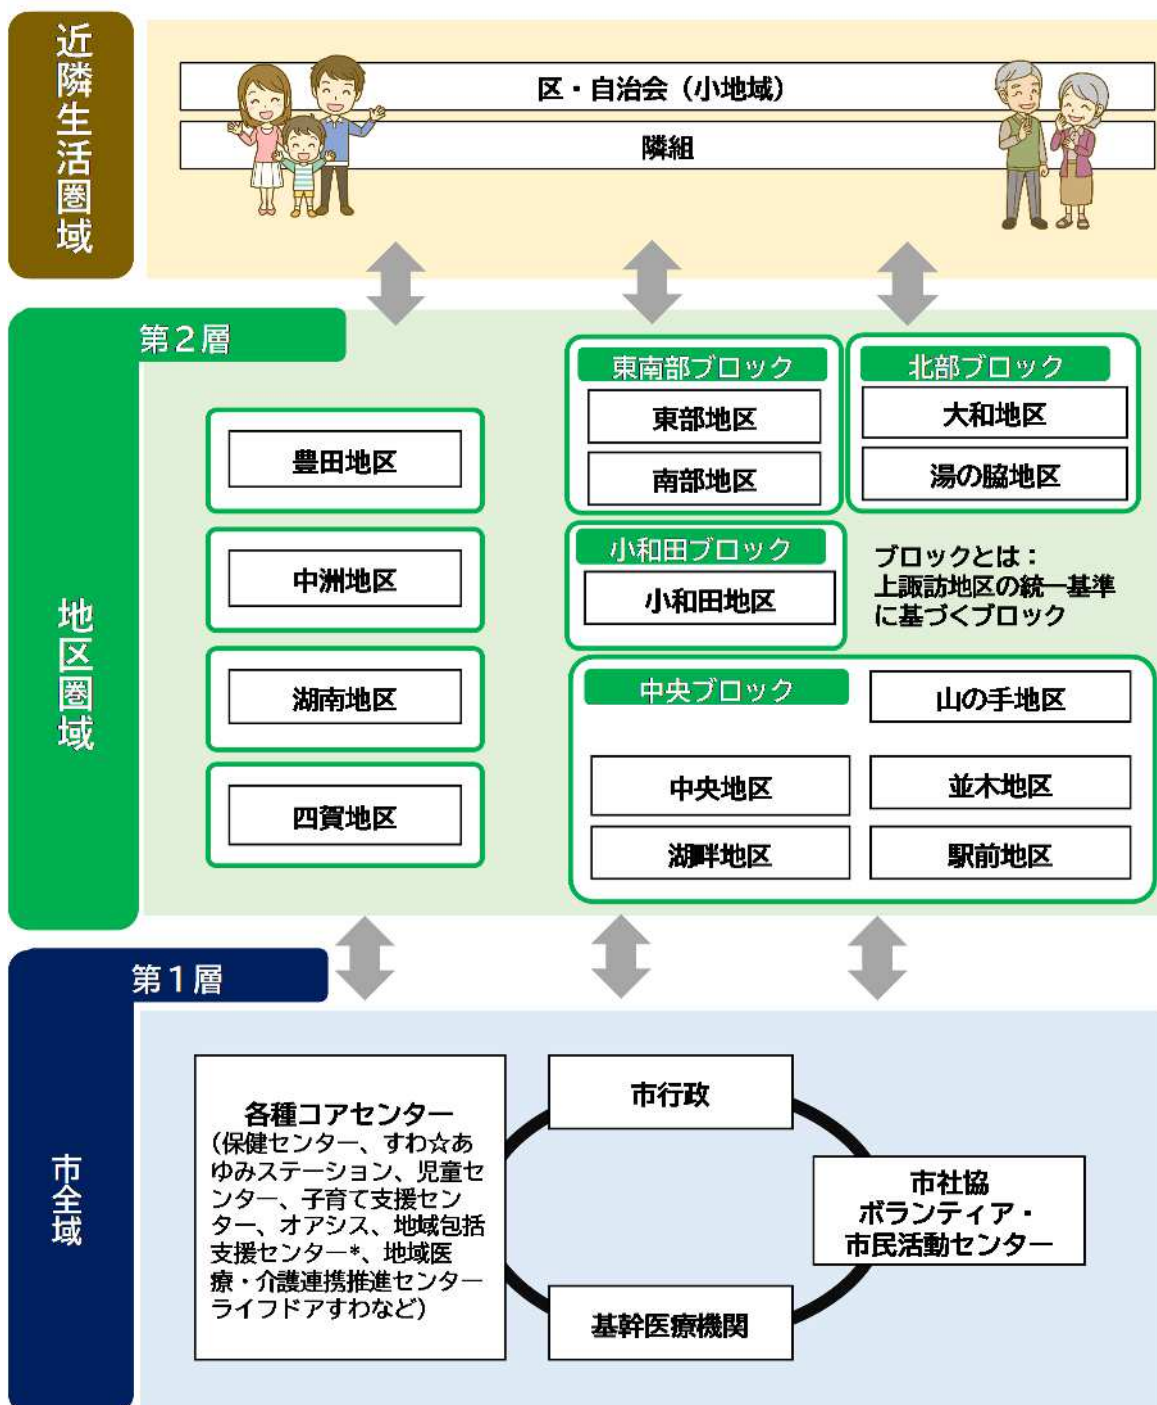 近隣生活圏域
区・自治会（小地域）
隣組
第２層
地区圏域
豊田地区
中洲地区
湖南地区
四賀地区
東南部ブロック
東部地区
南部地区
北部ブロック
大和地区
湯の脇地区
小和田ブロック
小和田地区
ブロックとは：
上諏訪地区の統一基準
に基づくブロック
中央ブロック
山の手地区
中央地区
並木地区
湖畔地区
駅前地区
第１層
市全域
各種コアセンター
（保健センター、すわ☆あ
ゆみステーション、児童セ
ンター、子育て支援セン
ター、オアシス、地域包括
支援センター*、地域医
療・介護連携推進センター
ライフドアすわなど）
市行政
市社協
ボランティア・
市民活動センター
基幹医療機関